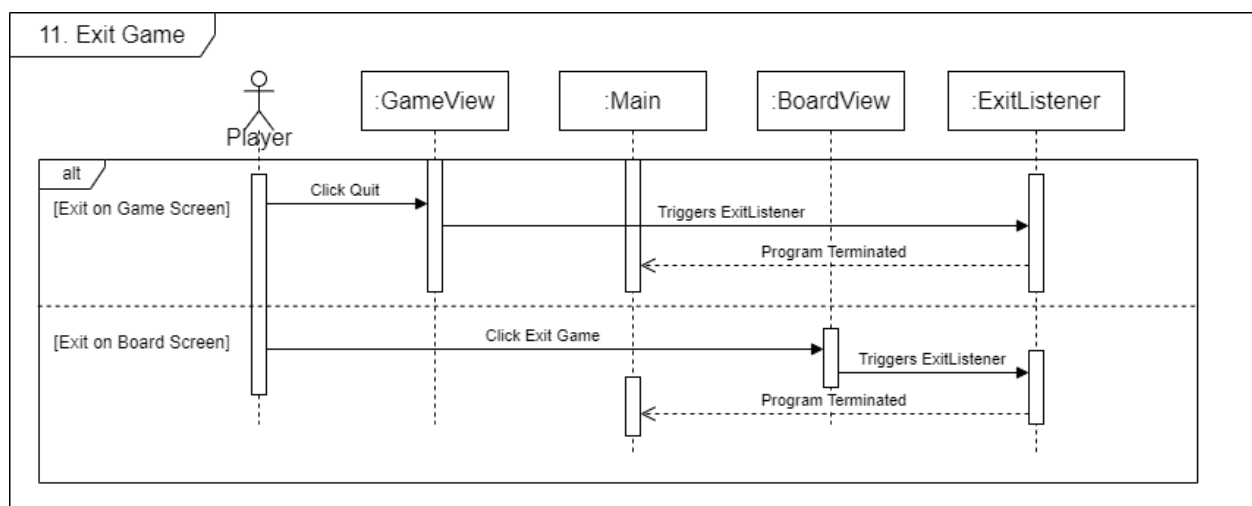 11. Exit Game
:GameView
:Main
:BoardView
:ExitListener
Player
alt
[Exit on Game Screen]
Click Quit
Triggers ExitListener
Program Terminated
[Exit on Board Screen]
Click Exit Game
Triggers ExitListener
Program Terminated